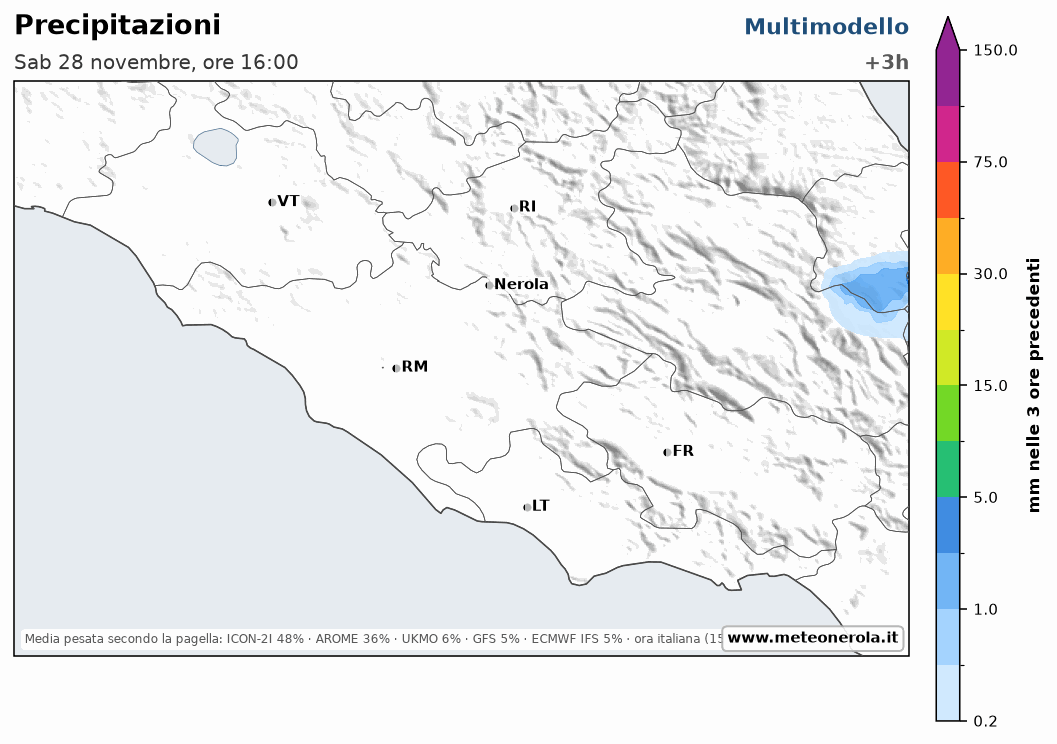 Precipitazioni
Multimodello
Sab 28 novembre, ore 16:00
+3h
150.0
75.0
30.0
15.0
5.0
1.0
0.2
mm nelle 3 ore precedenti
VT
RI
Nerola
RM
FR
LT
Media pesata secondo la pagella: ICON-2I 48% · AROME 36% · UKMO 6% · GFS 5% · ECMWF IFS 5% · ora italiana (15
www.meteonerola.it